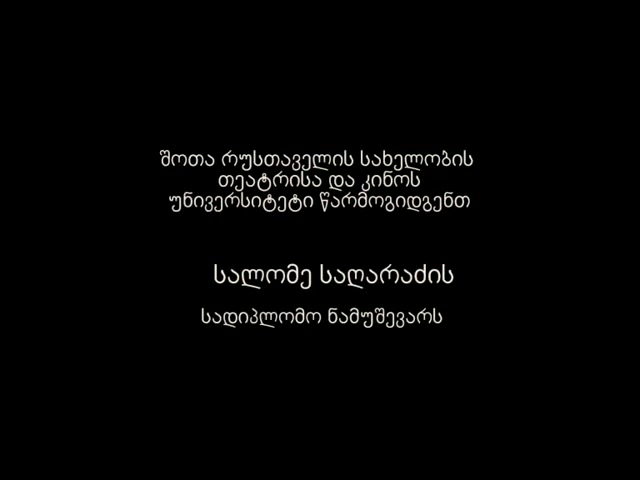 შოთა რუსთაველის სახელობის
თეატრისა და კინოს
უნივერსიტეტი წარმოგიდგენთ
სალომე საღარაძის
სადიპლომო ნამუშევარს